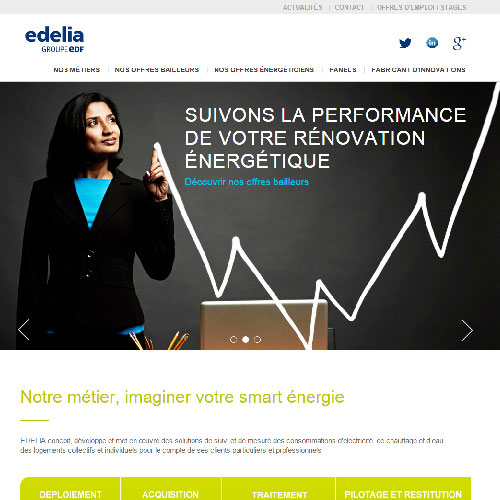 ACTUALITÉS | CONTACT | OFFRES D'EMPLOI / STAGES
edelia
GROUPE eDF
NOS MÉTIERS | NOS OFFRES BAILLEURS | NOS OFFRES ÉNERGÉTICIENS | PANELS | FABRICANT D'INNOVATIONS
SUIVONS LA PERFORMANCE
DE VOTRE RÉNOVATION
ÉNERGÉTIQUE
Découvrir nos offres bailleurs
Notre métier, imaginer votre smart énergie
EDELIA conçoit, développe et met en œuvre des solutions de suivi et de mesure des consommations d'électricité, de chauffage et d'eau
des logements collectifs et individuels pour le compte de ses clients particuliers et professionnels
DEPLOIEMENT
ACQUISITION
TRAITEMENT
PILOTAGE ET RESTITUTION